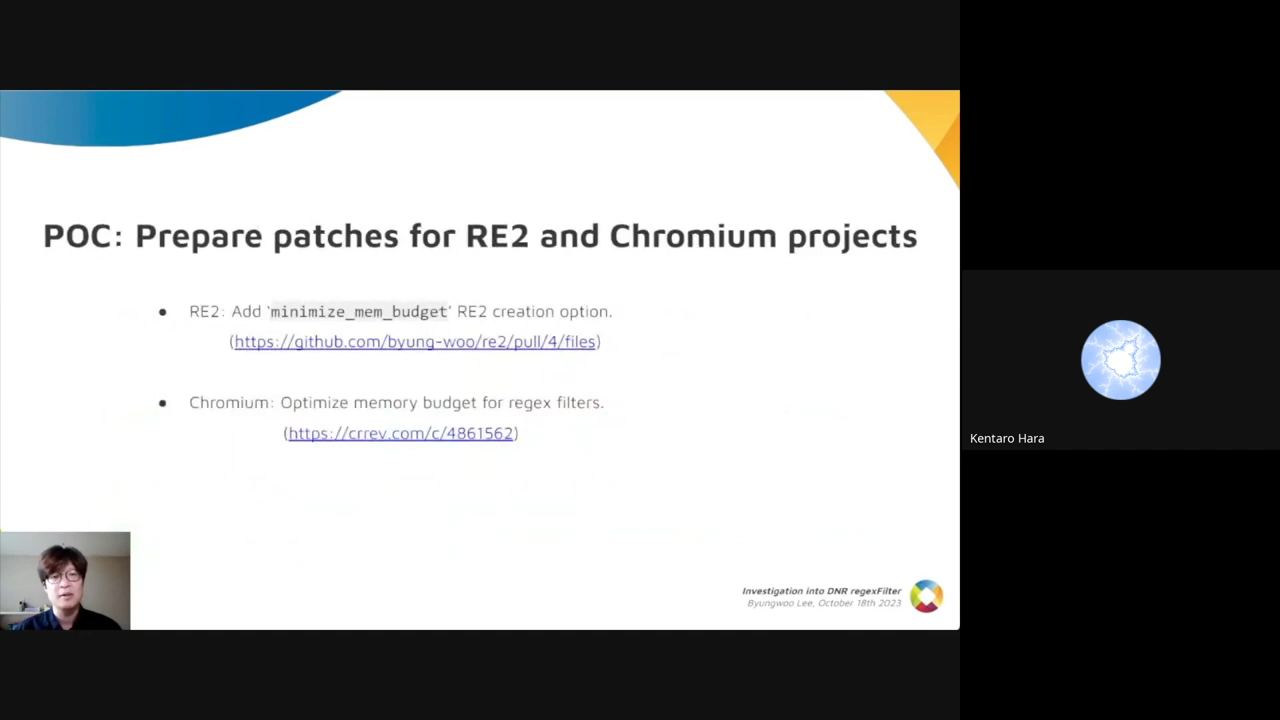 POC: Prepare patches for RE2 and Chromium projects
● RE2: Add ‘minimize_mem_budget’ RE2 creation option.
(https://github.com/byung-woo/re2/pull/4/files)
● Chromium: Optimize memory budget for regex filters.
(https://crrev.com/c/4861562)
Investigation into DNR regexFilter
Byungwoo Lee, October 18th 2023
Kentaro Hara